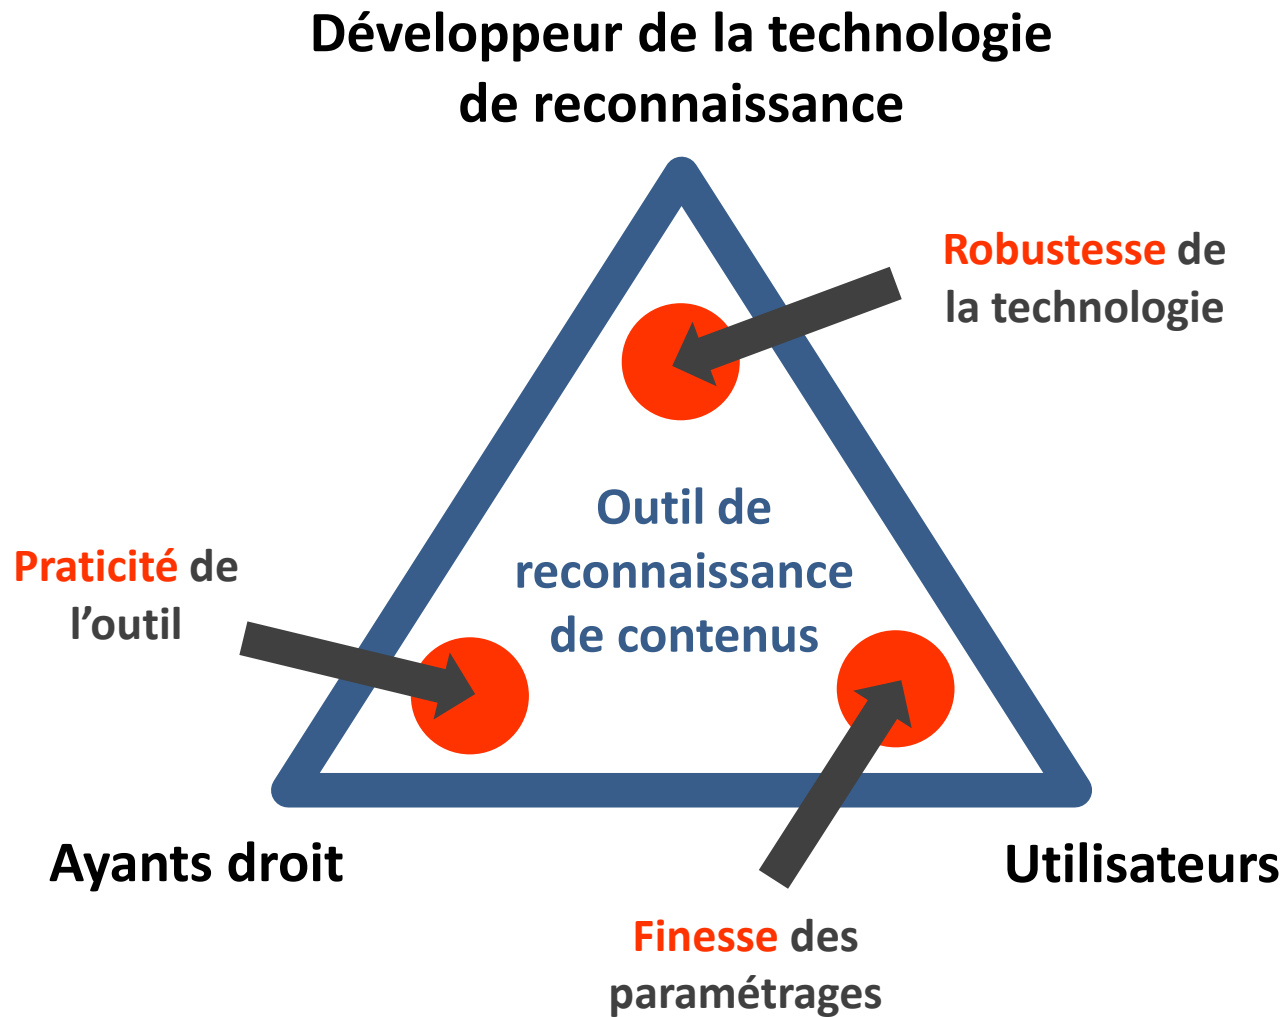 Développeur de la technologie
de reconnaissance
Robustesse de
la technologie
Outil de
reconnaissance
de contenus
Praticité de
l’outil
Ayants droit
Utilisateurs
Finesse des
paramétrages